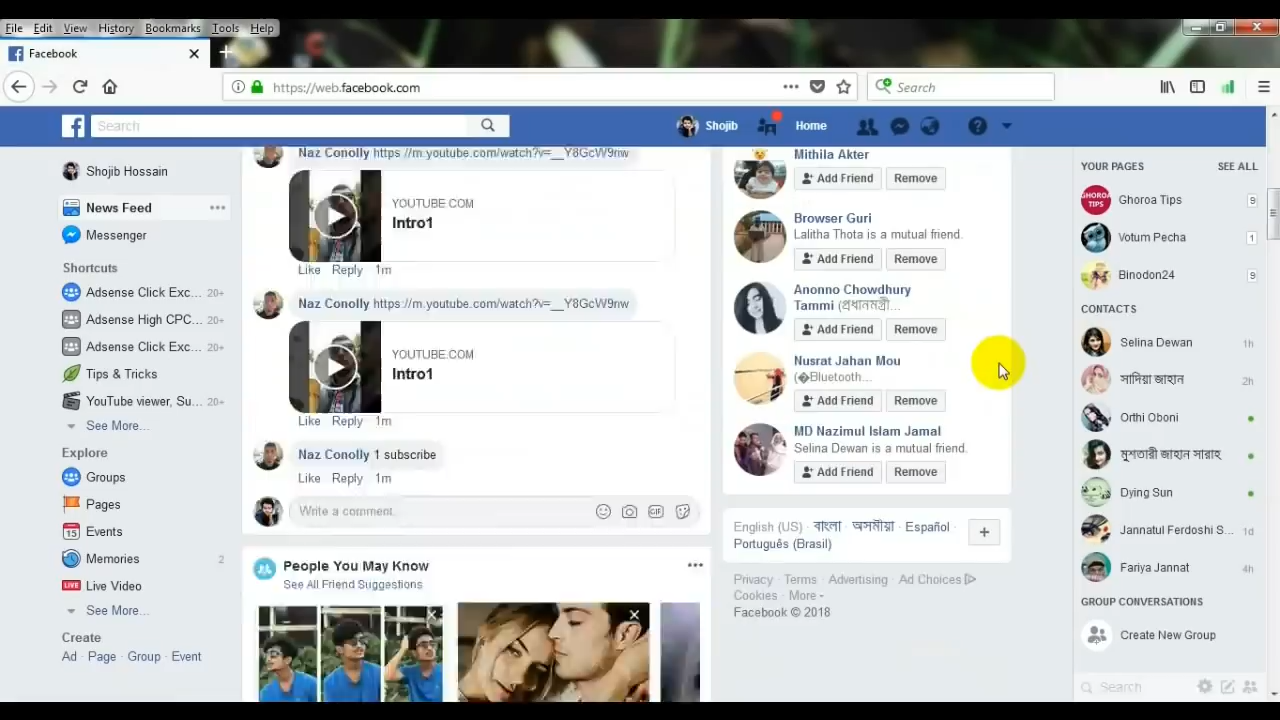 File Edit View History Bookmarks Tools Help
Facebook
https://web.facebook.com
Search
Search
Shojib
Home
Shojib Hossain
News Feed
Messenger
Shortcuts
Adsense Click Exc... 20+
Adsense High CPC... 20+
Adsense Click Exc... 20+
Tips & Tricks
YouTube viewer, Su... 20+
See More...
Explore
Groups
Pages
15 Events
Memories 2
LIVE Live Video
See More...
Create
Ad · Page · Group · Event
Naz Conolly https://m.youtube.com/watch?v=__Y8GcW9nw
YOUTUBE.COM
Intro1
Like Reply 1m
Naz Conolly https://m.youtube.com/watch?v=__Y8GcW9nw
YOUTUBE.COM
Intro1
Like Reply 1m
Naz Conolly 1 subscribe
Like Reply 1m
Write a comment...
GIF
People You May Know
See All Friend Suggestions
Mithila Akter
Add Friend Remove
Browser Guri
Lalitha Thota is a mutual friend.
Add Friend Remove
Anonno Chowdhury
Tammi (প্রধানমন্ত্রী...
Add Friend Remove
Nusrat Jahan Mou
(�Bluetooth...
Add Friend Remove
MD Nazimul Islam Jamal
Selina Dewan is a mutual friend.
Add Friend Remove
English (US) · বাংলা · অসমীয়া · Español ·
Português (Brasil)
Privacy · Terms · Advertising · Ad Choices
Cookies · More
Facebook © 2018
YOUR PAGES SEE ALL
GHOROA TIPS
Ghoroa Tips 9
Votum Pecha 1
Binodon24 9
CONTACTS
Selina Dewan 1h
সাদিয়া জাহান 2h
Orthi Oboni
মুশতারী জাহান সারাহ
Dying Sun
Jannatul Ferdoshi S... 1d
Fariya Jannat 4h
GROUP CONVERSATIONS
Create New Group
Search